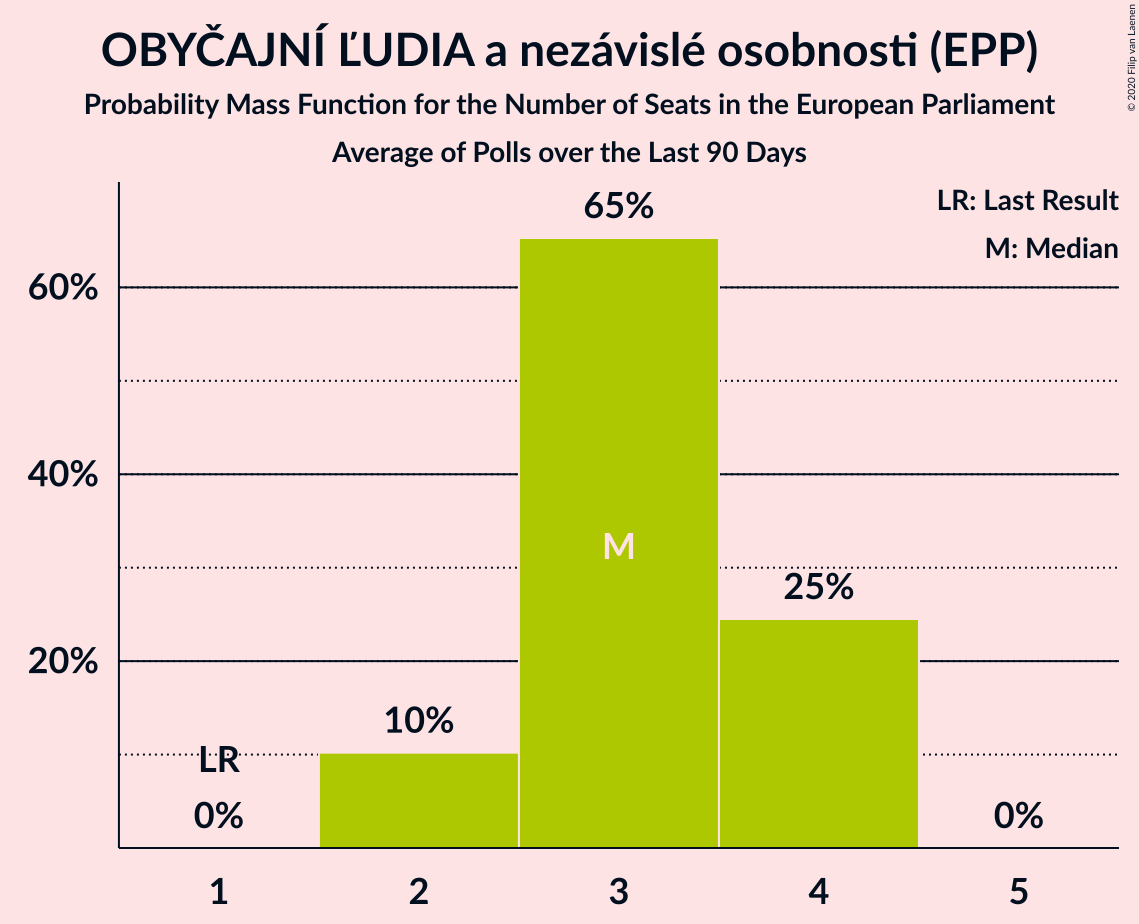 OBYČAJNÍ ĽUDIA a nezávislé osobnosti (EPP)
Probability Mass Function for the Number of Seats in the European Parliament
Average of Polls over the Last 90 Days
© 2020 Filip van Laenen
LR: Last Result
M: Median
65%
60%
40%
M
25%
20%
10%
LR
0%
0%
1 2 3 4 5